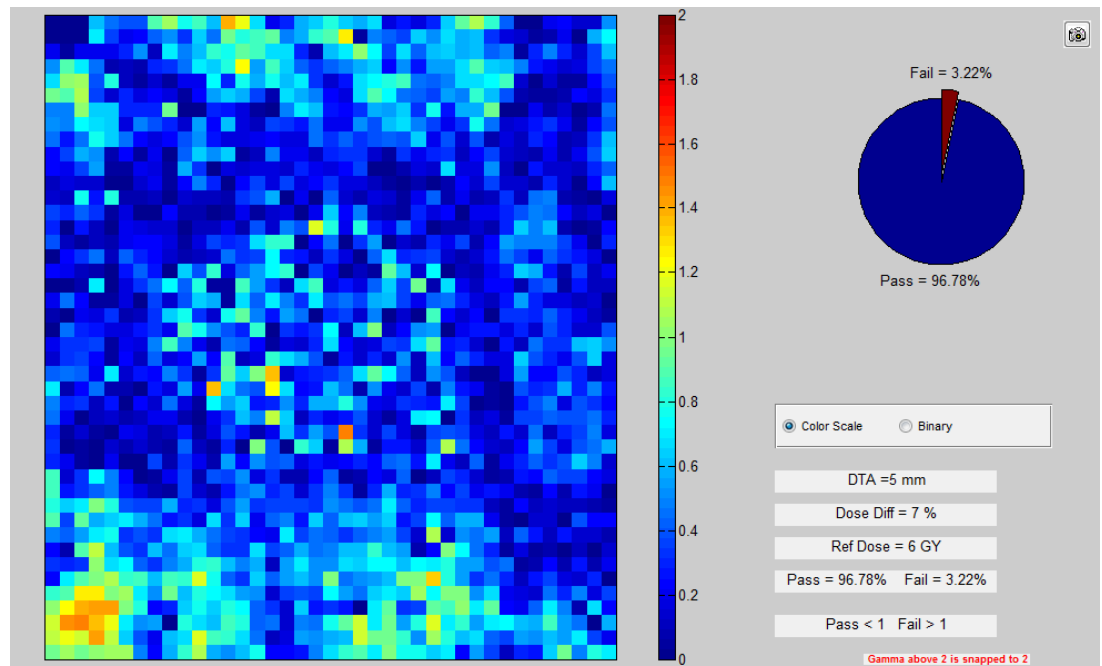 2
1.8
1.6
1.4
1.2
1
0.8
0.6
0.4
0.2
0
Fail = 3.22%
Pass = 96.78%
Color Scale Binary
DTA =5 mm
Dose Diff = 7 %
Ref Dose = 6 GY
Pass = 96.78% Fail = 3.22%
Pass < 1 Fail > 1
Gamma above 2 is snapped to 2